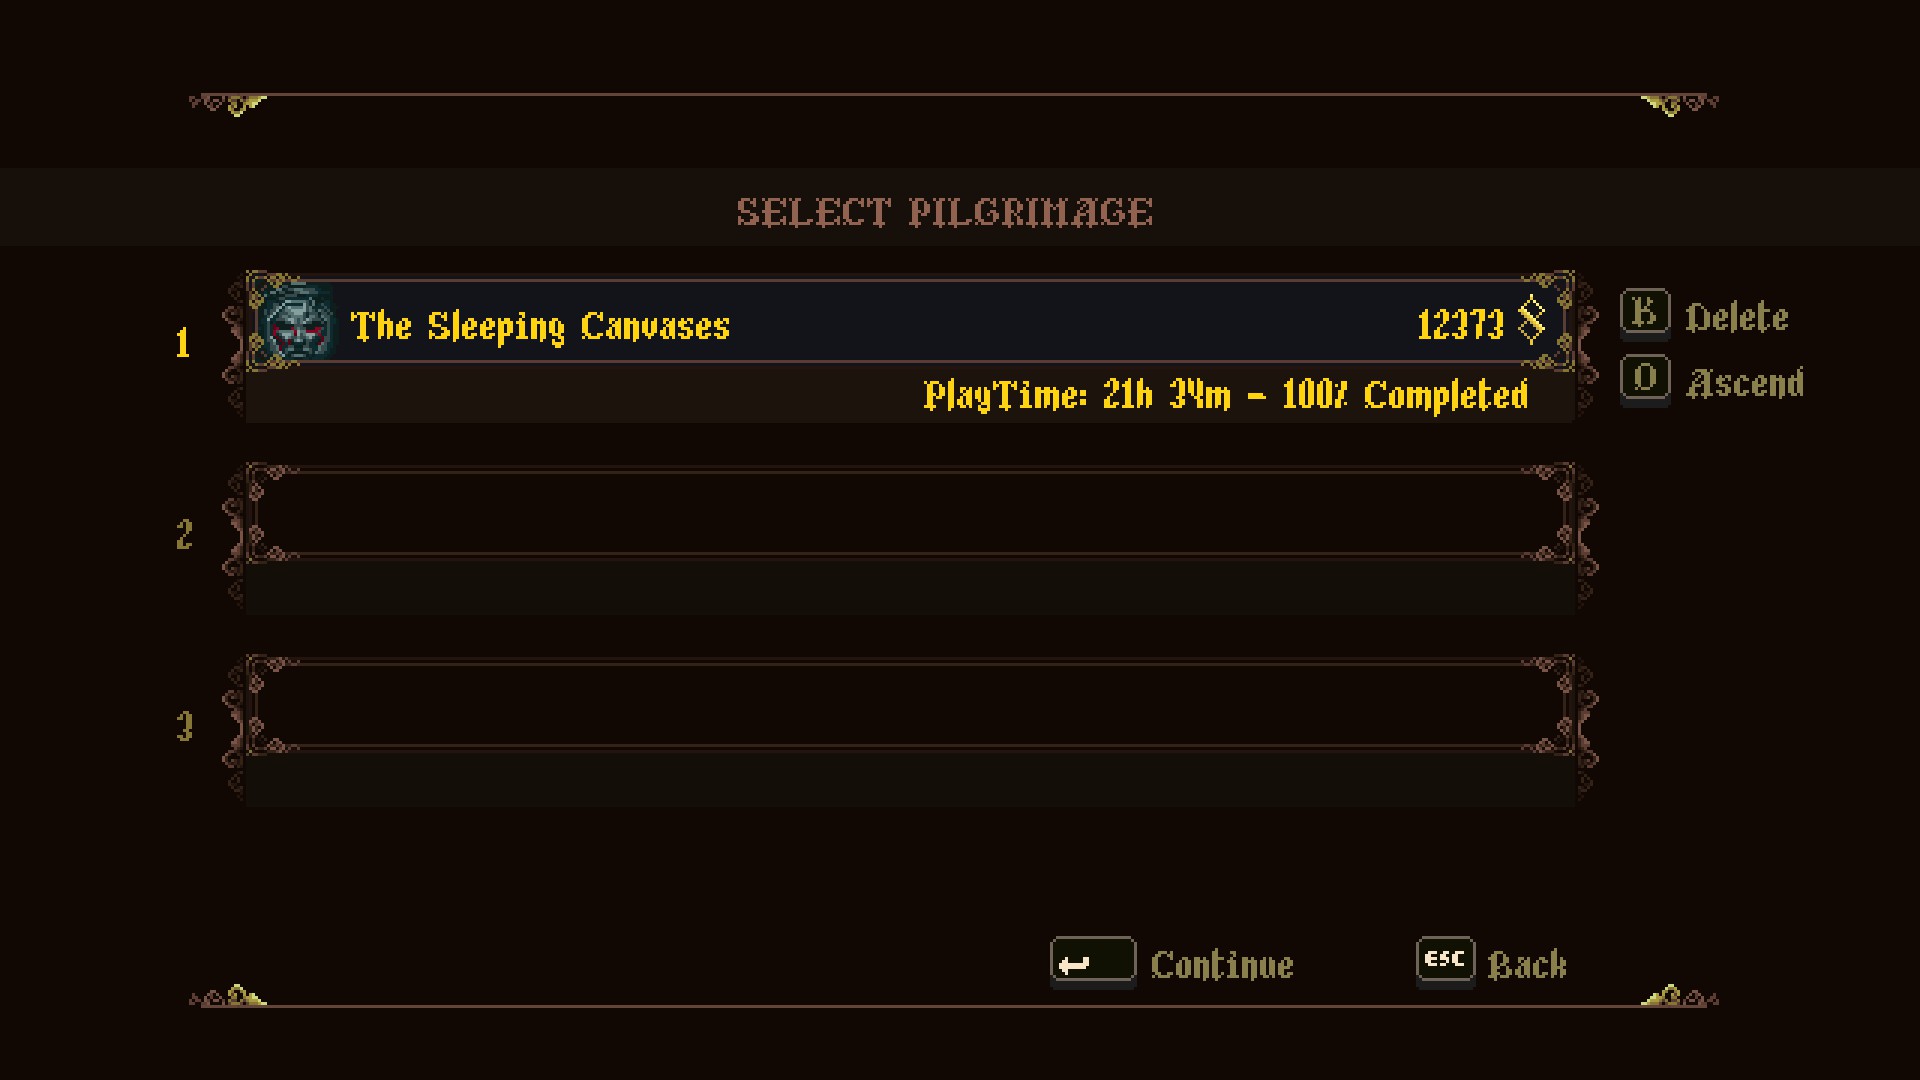 SELECT PILGRIMAGE
1
The Sleeping Canvases
12373
PlayTime: 21h 34m - 100% Completed
K Delete
O Ascend
2
3
Continue
ESC Back